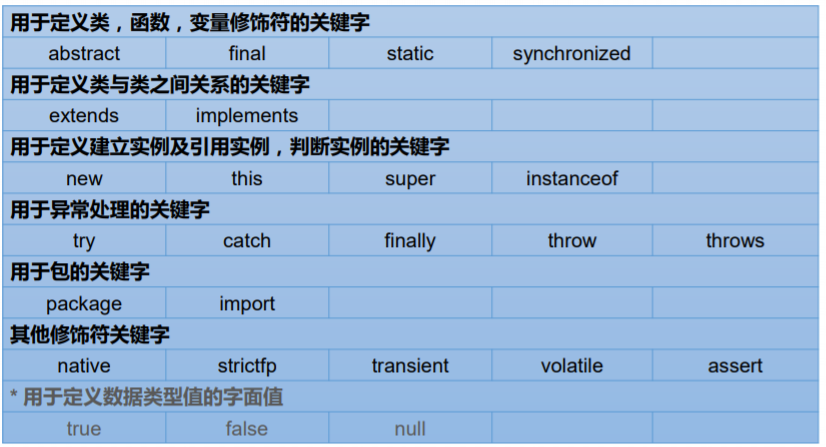 用于定义类，函数，变量修饰符的关键字
abstract final static synchronized
用于定义类与类之间关系的关键字
extends implements
用于定义建立实例及引用实例，判断实例的关键字
new this super instanceof
用于异常处理的关键字
try catch finally throw throws
用于包的关键字
package import
其他修饰符关键字
native strictfp transient volatile assert
* 用于定义数据类型值的字面值
true false null